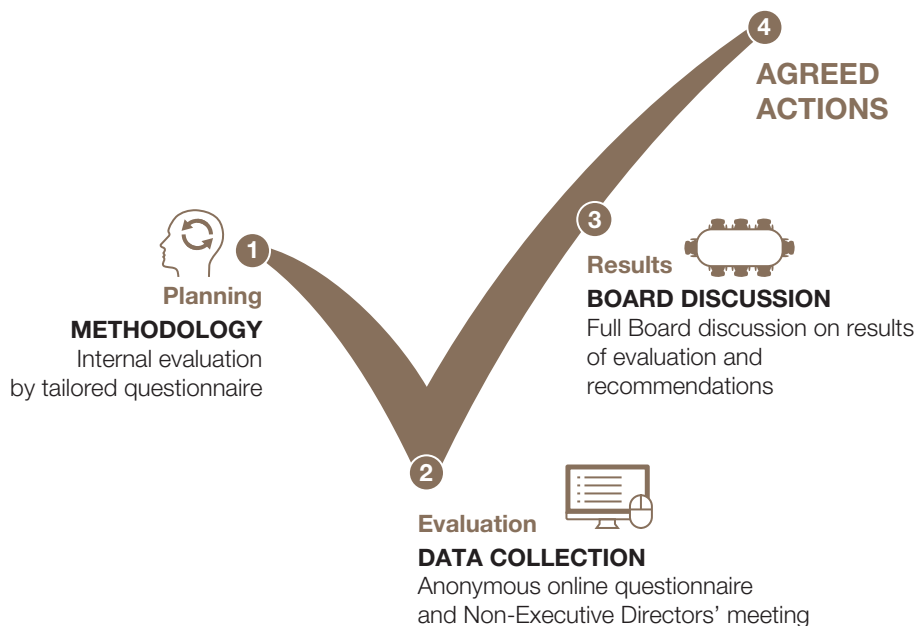 1
Planning
METHODOLOGY
Internal evaluation
by tailored questionnaire
2
Evaluation
DATA COLLECTION
Anonymous online questionnaire
and Non-Executive Directors’ meeting
3
Results
BOARD DISCUSSION
Full Board discussion on results
of evaluation and
recommendations
4
AGREED
ACTIONS